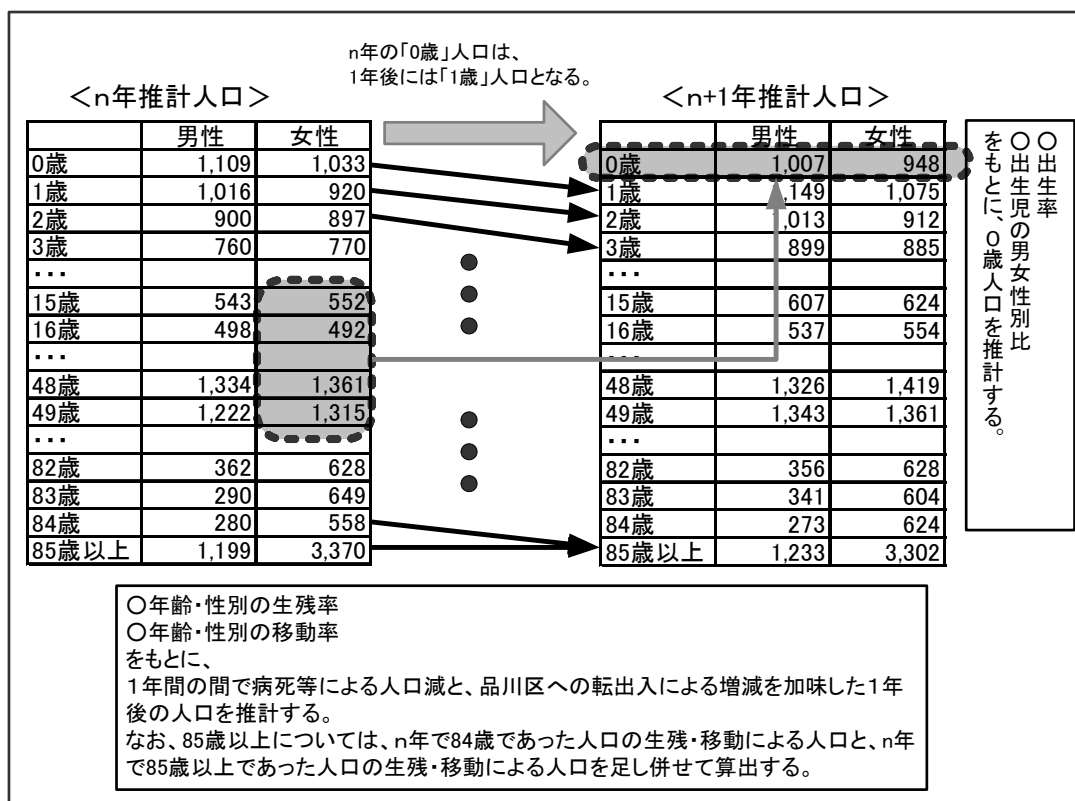 n年の「0歳」人口は、
1年後には「1歳」人口となる。
＜n年推計人口＞
男性 女性
0歳 1,109 1,033
1歳 1,016 920
2歳 900 897
3歳 760 770
･･･
15歳 543 552
16歳 498 492
･･･
48歳 1,334 1,361
49歳 1,222 1,315
･･･
82歳 362 628
83歳 290 649
84歳 280 558
85歳以上 1,199 3,370
＜n+1年推計人口＞
男性 女性
0歳 1,007 948
1歳 1,149 1,075
2歳 1,013 912
3歳 899 885
･･･
15歳 607 624
16歳 537 554
･･･
48歳 1,326 1,419
49歳 1,343 1,361
･･･
82歳 356 628
83歳 341 604
84歳 273 624
85歳以上 1,233 3,302
○出生率
○出生児の男女性別比
をもとに、0歳人口を推計する。
○年齢・性別の生残率
○年齢・性別の移動率
をもとに、
1年間の間で病死等による人口減と、品川区への転出入による増減を加味した1年
後の人口を推計する。
なお、85歳以上については、n年で84歳であった人口の生残・移動による人口と、n年
で85歳以上であった人口の生残・移動による人口を足し併せて算出する。